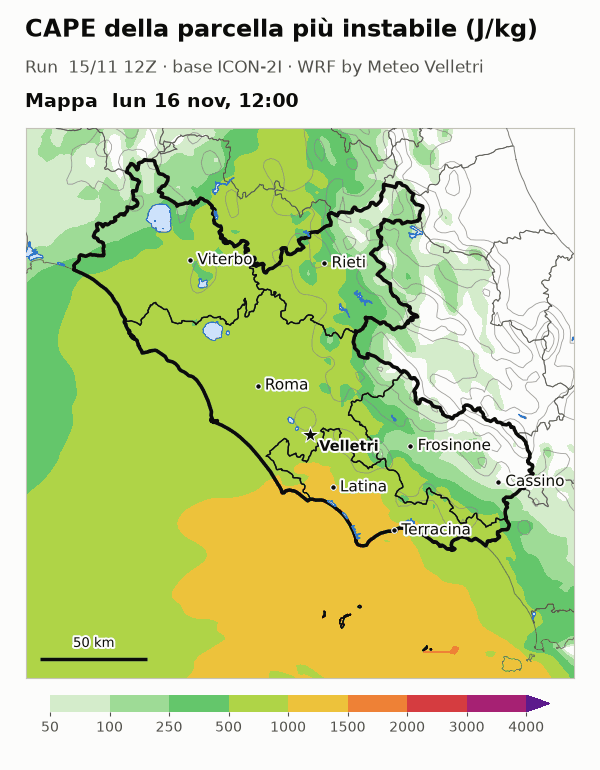 CAPE della parcella più instabile (J/kg)
Run  15/11 12Z · base ICON-2I · WRF by Meteo Velletri
Mappa  lun 16 nov, 12:00
Viterbo
Rieti
Roma
Velletri
Frosinone
Cassino
Latina
Terracina
50 km
50 100 250 500 1000 1500 2000 3000 4000